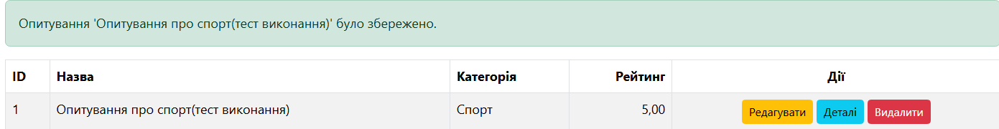 Опитування 'Опитування про спорт(тест виконання)' було збережено.
ID Назва Категорія Рейтинг Дії
1 Опитування про спорт(тест виконання) Спорт 5,00 Редагувати Деталі Видалити